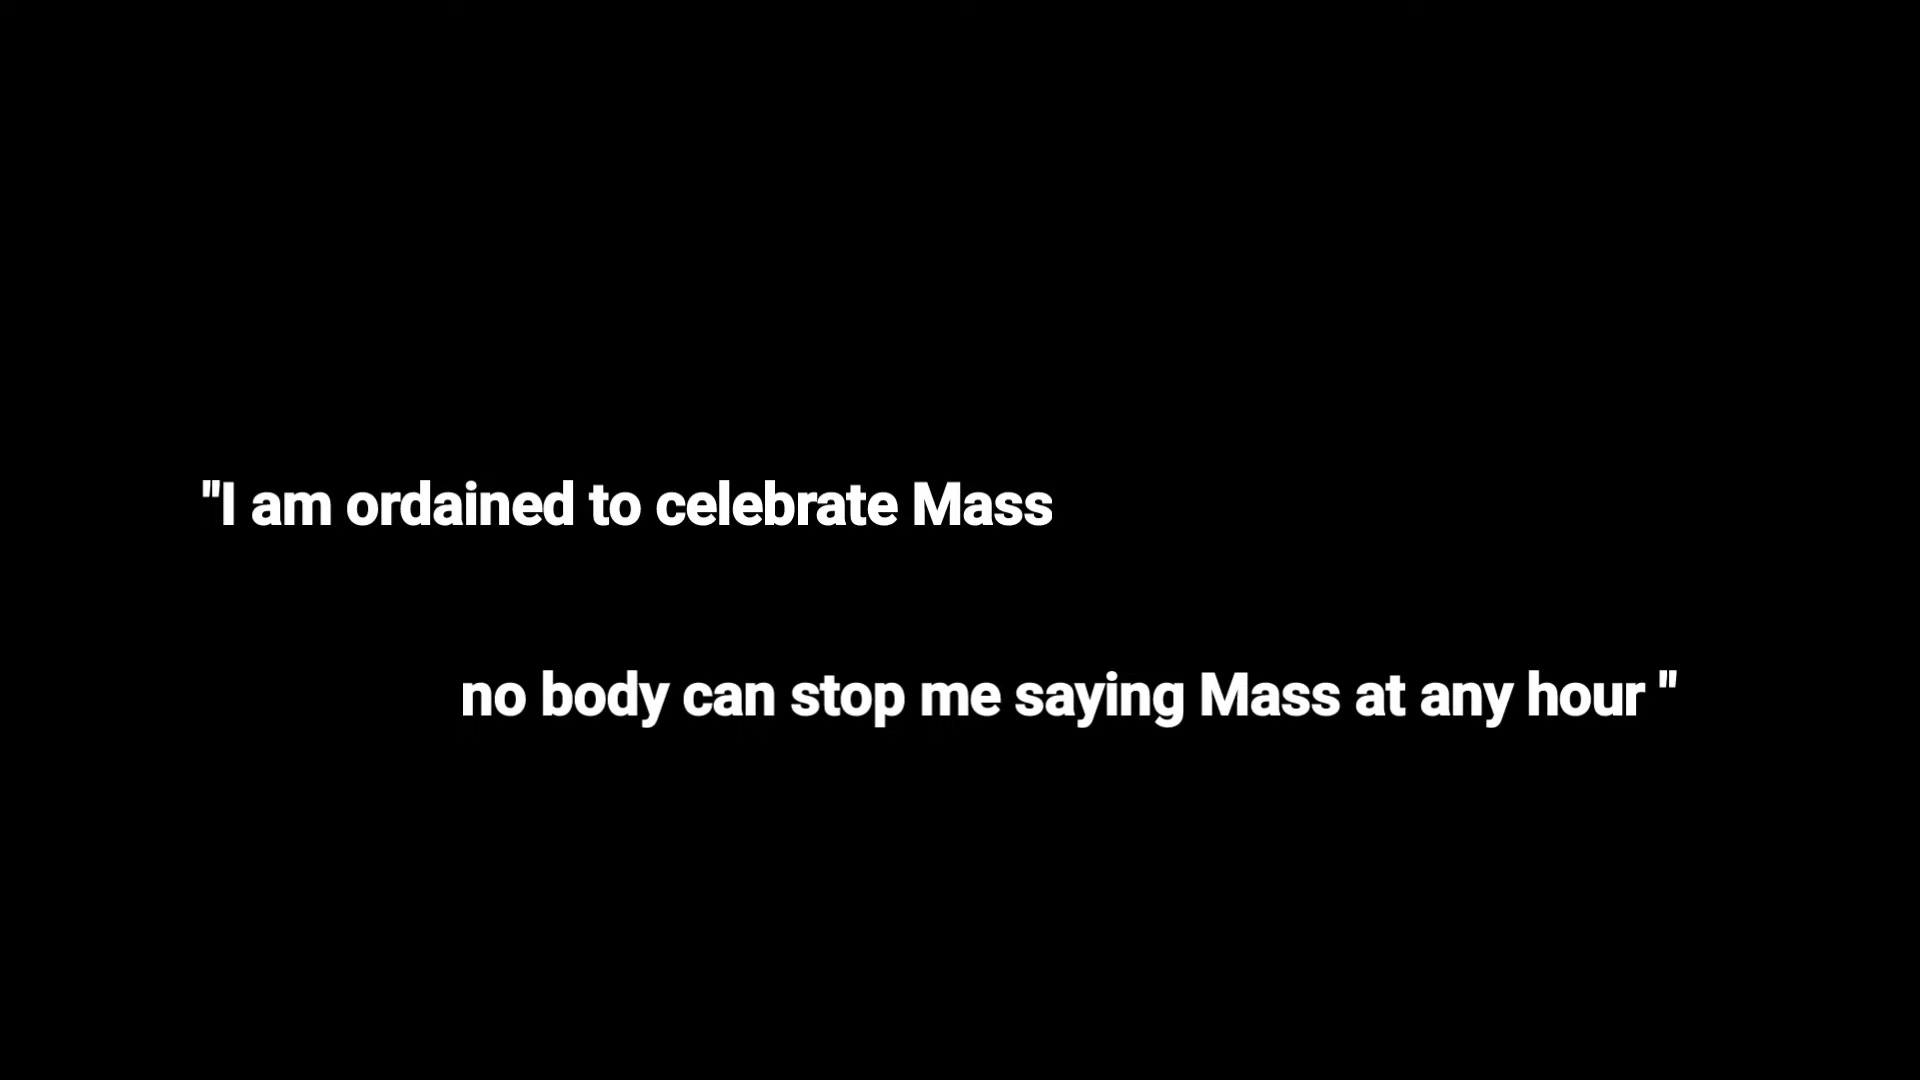 "I am ordained to celebrate Mass
no body can stop me saying Mass at any hour "